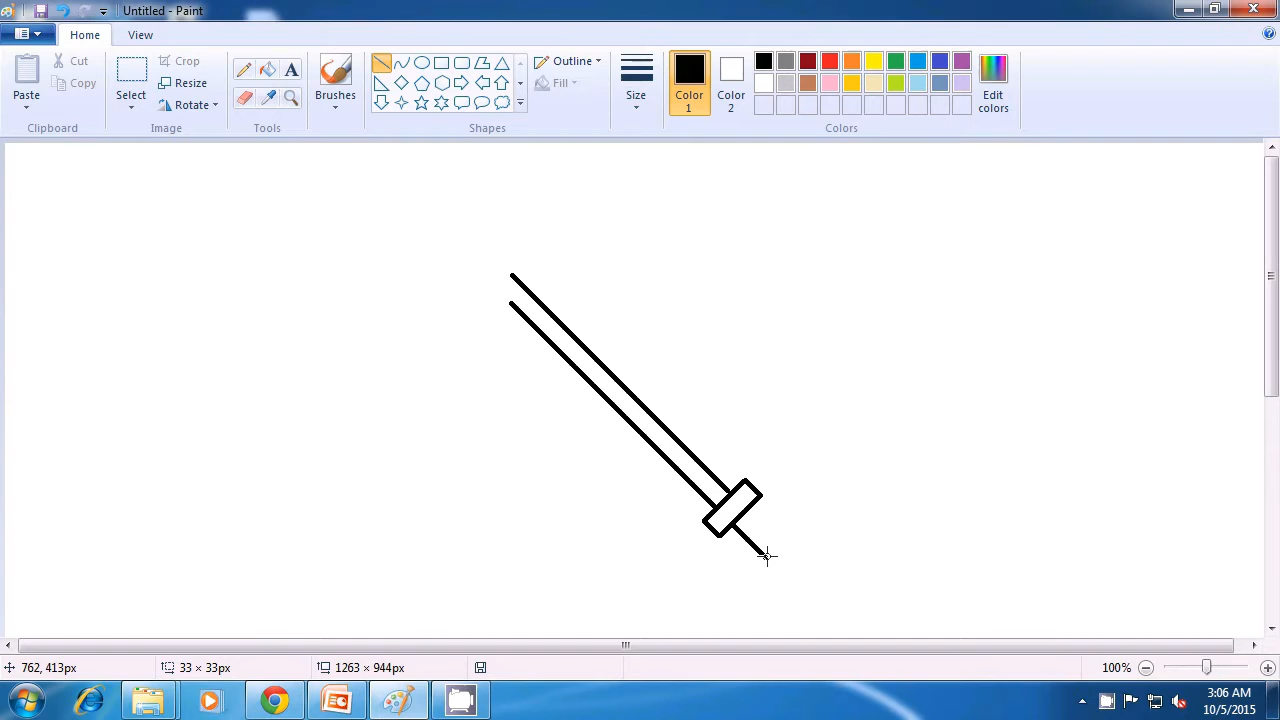 Untitled - Paint
Home
View
Paste
Cut
Copy
Clipboard
Select
Crop
Resize
Rotate
Image
A
Tools
Brushes
Outline
Fill
Shapes
Size
Color 1
Color 2
Edit colors
Colors
762, 413px
33 × 33px
1263 × 944px
100%
3:06 AM
10/5/2015